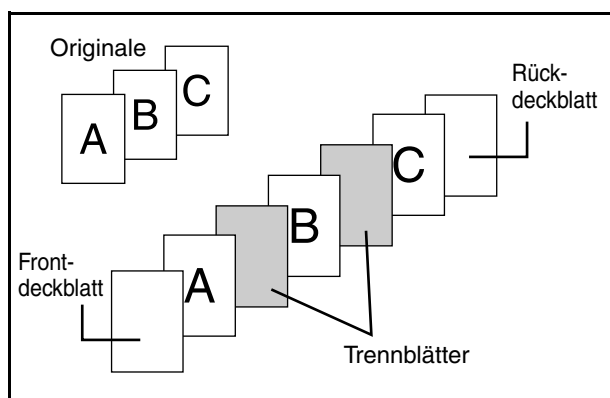 Originale
A
B
C
Rück-
deckblatt
C
B
A
Front-
deckblatt
Trennblätter